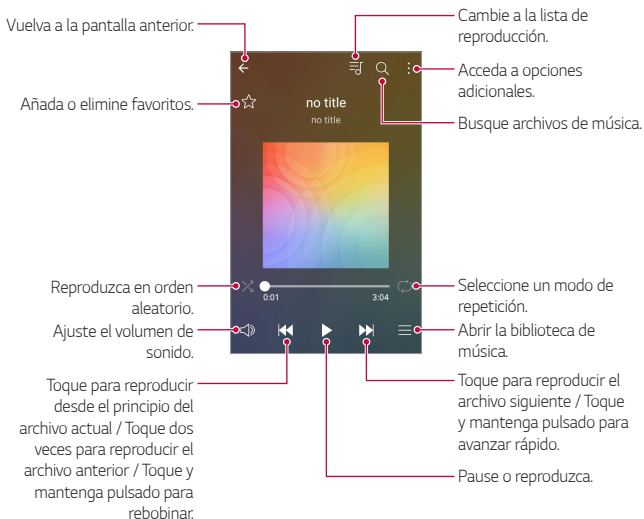 Vuelva a la pantalla anterior.
Cambie a la lista de
reproducción.
Acceda a opciones
adicionales.
Añada o elimine favoritos.
Busque archivos de música.
no title
no title
Reproduzca en orden
aleatorio.
0:01
3:04
Seleccione un modo de
repetición.
Ajuste el volumen de
sonido.
Abrir la biblioteca de
música.
Toque para reproducir
desde el principio del
archivo actual / Toque dos
veces para reproducir el
archivo anterior / Toque y
mantenga pulsado para
rebobinar.
Toque para reproducir el
archivo siguiente / Toque
y mantenga pulsado para
avanzar rápido.
Pause o reproduzca.